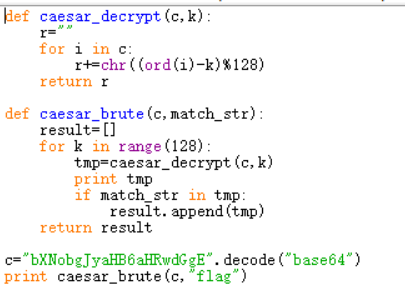 def caesar_decrypt(c,k):
    r=""
    for i in c:
        r+=chr((ord(i)-k)%128)
    return r

def caesar_brute(c,match_str):
    result=[]
    for k in range(128):
        tmp=caesar_decrypt(c,k)
        print tmp
        if match_str in tmp:
            result.append(tmp)
    return result

c="bXNobgJyaHB6aHRwdGgE".decode("base64")
print caesar_brute(c,"flag")